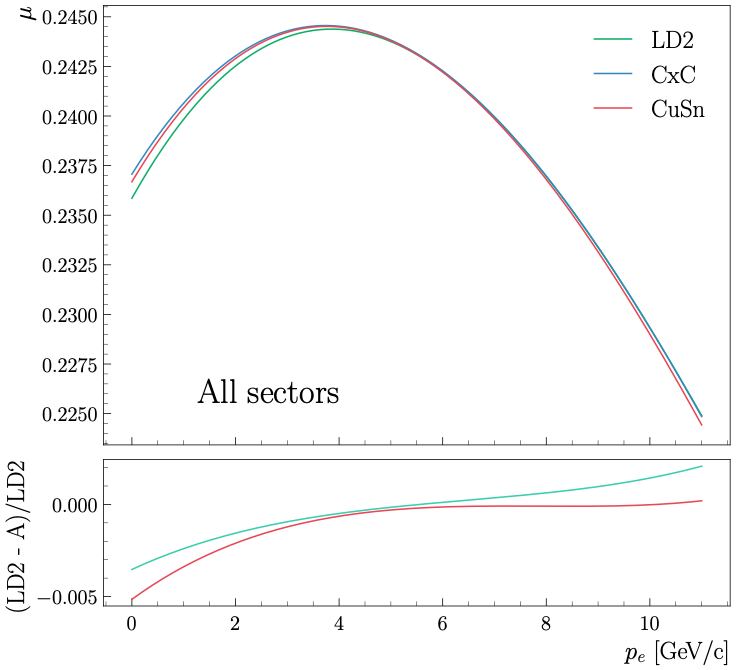 μ
0.2450
0.2425
0.2400
0.2375
0.2350
0.2325
0.2300
0.2275
0.2250
LD2
CxC
CuSn
All sectors
(LD2 - A)/LD2
0.000
−0.005
0 2 4 6 8 10
pₑ [GeV/c]